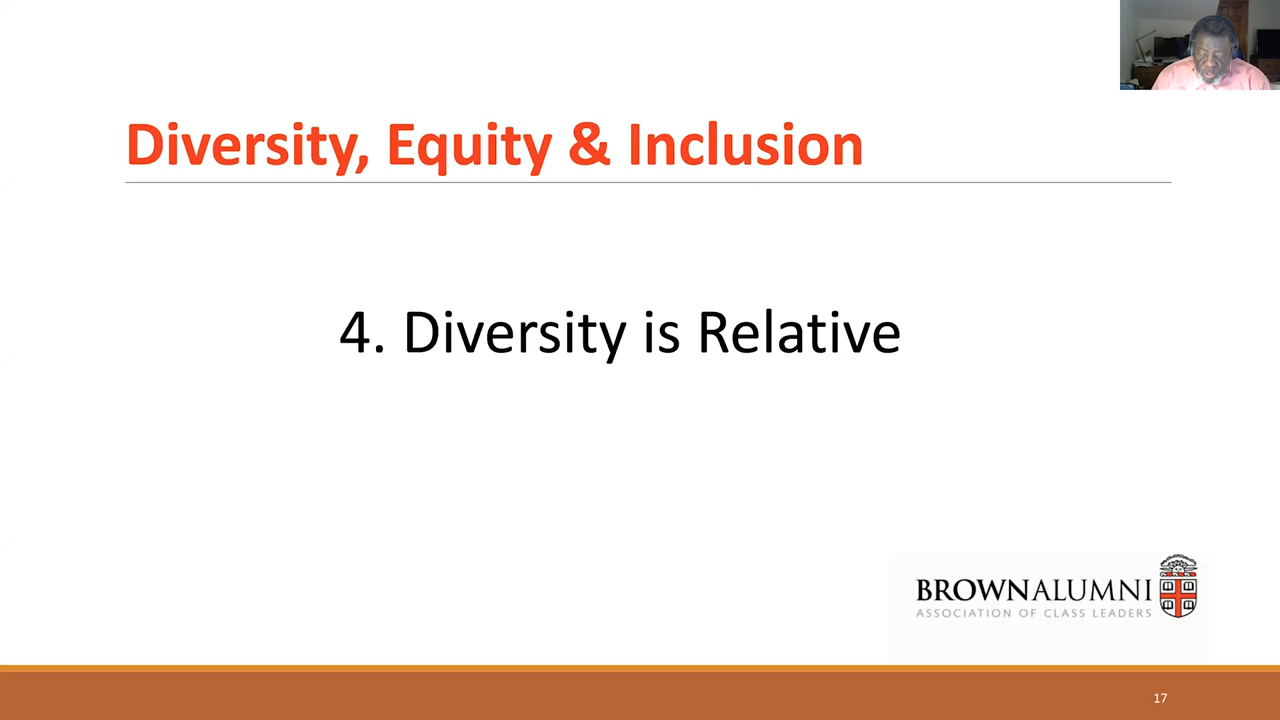 Diversity, Equity & Inclusion
4. Diversity is Relative
BROWNALUMNI
ASSOCIATION OF CLASS LEADERS
17